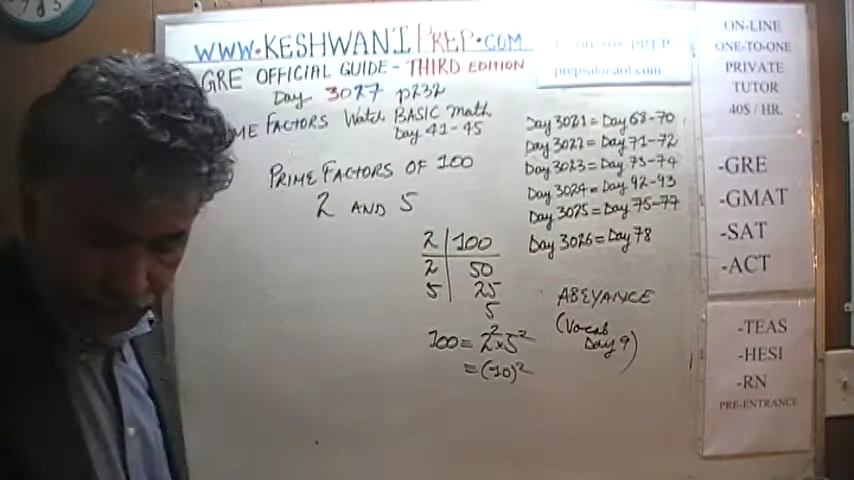 WWW.KESHWANIPREP.COM
GRE OFFICIAL GUIDE - THIRD EDITION
Day 3027 p232
FACTORS Watch BASIC Math
Day 41-45
PRIME FACTORS OF 100
2 AND 5
2 100
2 50
5 25
5
100 = 2² × 5²
= (10)²
prepsataol.com
Day 3021 = Day 68-70
Day 3022 = Day 71-72
Day 3023 = Day 73-74
Day 3024 = Day 92-93
Day 3025 = Day 75-77
Day 3026 = Day 78
ABEYANCE
(Vocab
Day 9)
ON-LINE
ONE-TO-ONE
PRIVATE
TUTOR
40$ / HR.
-GRE
-GMAT
-SAT
-ACT
-TEAS
-HESI
-RN
PRE-ENTRANCE